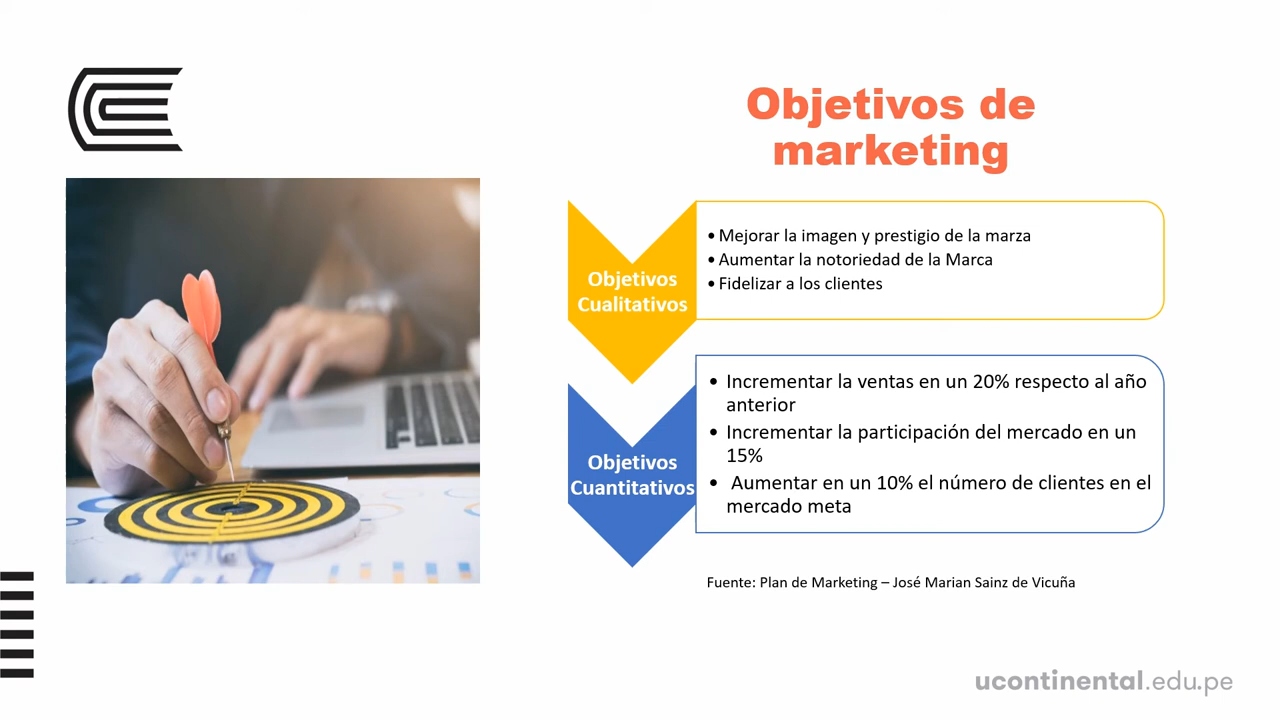 Objetivos de
marketing
Objetivos
Cualitativos
• Mejorar la imagen y prestigio de la marza
• Aumentar la notoriedad de la Marca
• Fidelizar a los clientes
Objetivos
Cuantitativos
• Incrementar la ventas en un 20% respecto al año
anterior
• Incrementar la participación del mercado en un
15%
• Aumentar en un 10% el número de clientes en el
mercado meta
Fuente: Plan de Marketing – José Marian Sainz de Vicuña
ucontinental.edu.pe